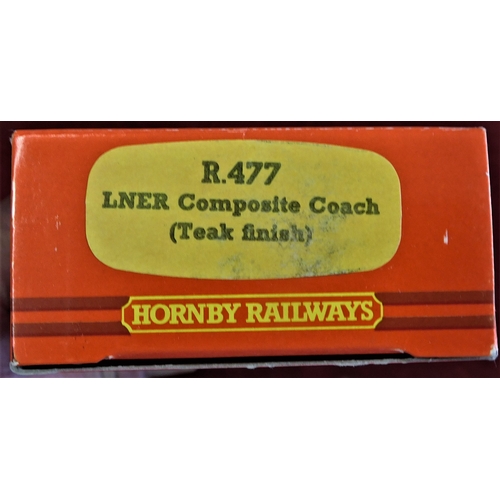 R.477
LNER Composite Coach
(Teak finish)
HORNBY RAILWAYS